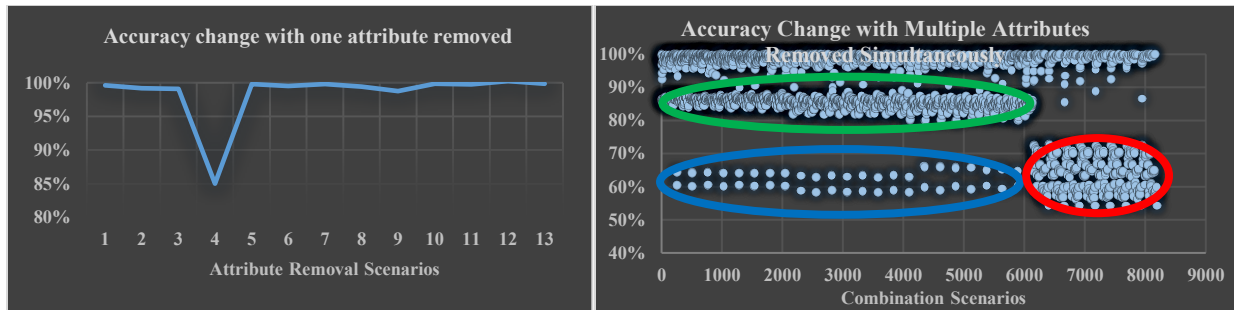 Accuracy change with one attribute removed
100%
95%
90%
85%
80%
1 2 3 4 5 6 7 8 9 10 11 12 13
Attribute Removal Scenarios
Accuracy Change with Multiple Attributes
Removed Simultaneously
100%
90%
80%
70%
60%
50%
40%
0 1000 2000 3000 4000 5000 6000 7000 8000 9000
Combination Scenarios